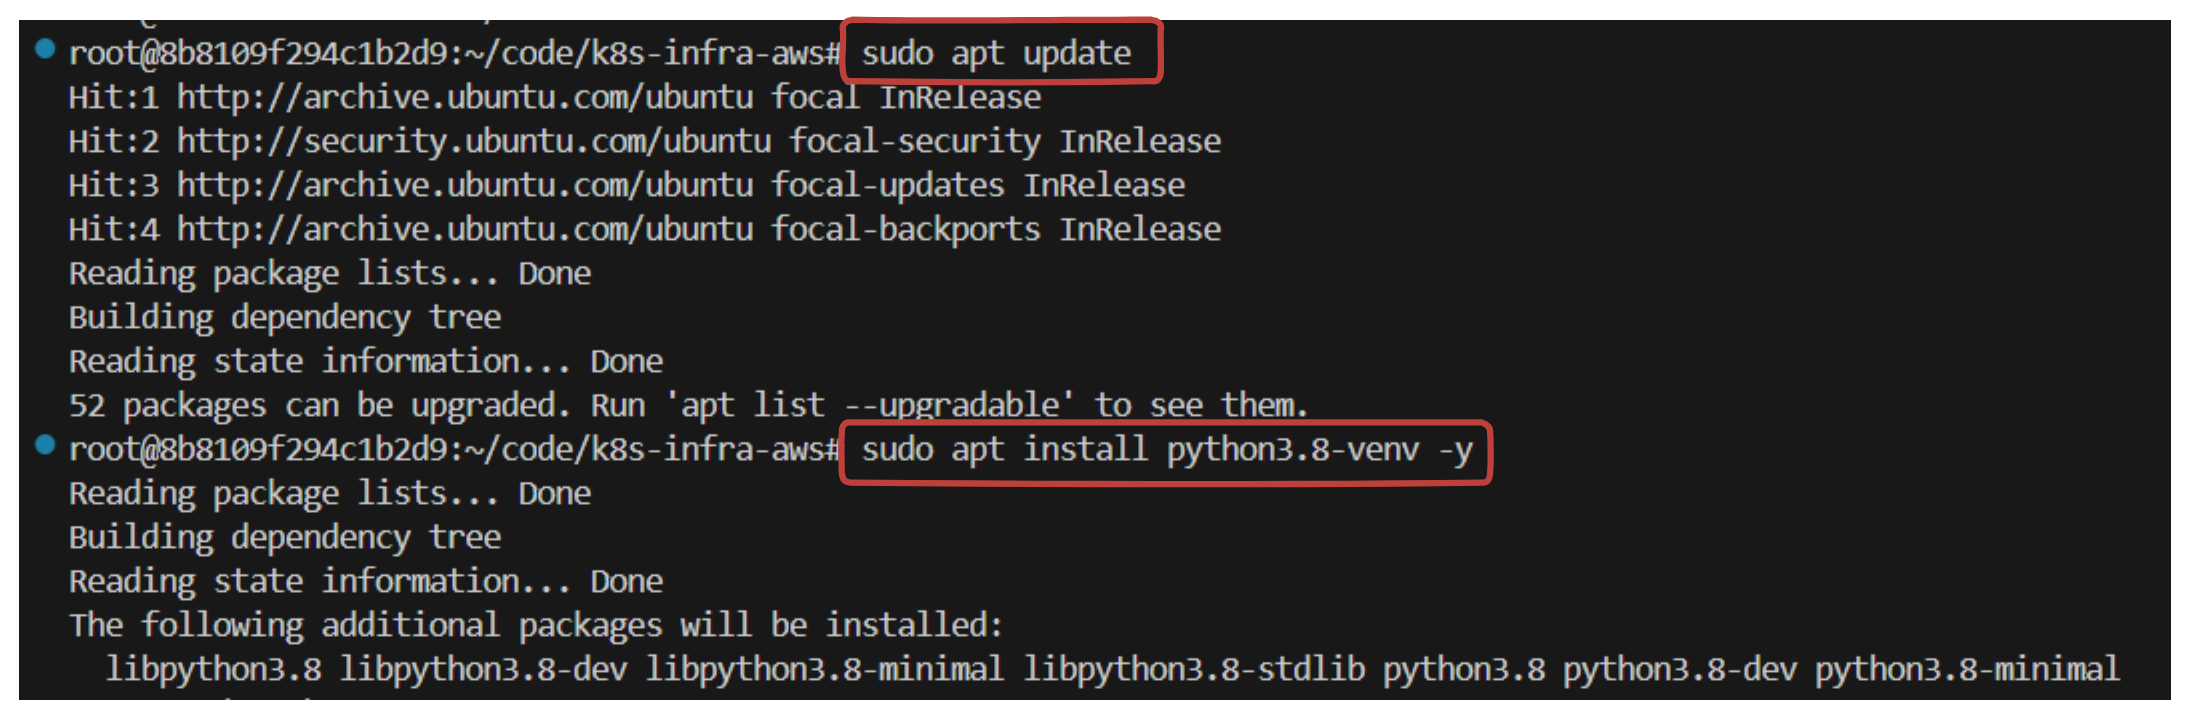 root@8b8109f294c1b2d9:~/code/k8s-infra-aws# sudo apt update
Hit:1 http://archive.ubuntu.com/ubuntu focal InRelease
Hit:2 http://security.ubuntu.com/ubuntu focal-security InRelease
Hit:3 http://archive.ubuntu.com/ubuntu focal-updates InRelease
Hit:4 http://archive.ubuntu.com/ubuntu focal-backports InRelease
Reading package lists... Done
Building dependency tree
Reading state information... Done
52 packages can be upgraded. Run 'apt list --upgradable' to see them.
root@8b8109f294c1b2d9:~/code/k8s-infra-aws# sudo apt install python3.8-venv -y
Reading package lists... Done
Building dependency tree
Reading state information... Done
The following additional packages will be installed:
  libpython3.8 libpython3.8-dev libpython3.8-minimal libpython3.8-stdlib python3.8 python3.8-dev python3.8-minimal